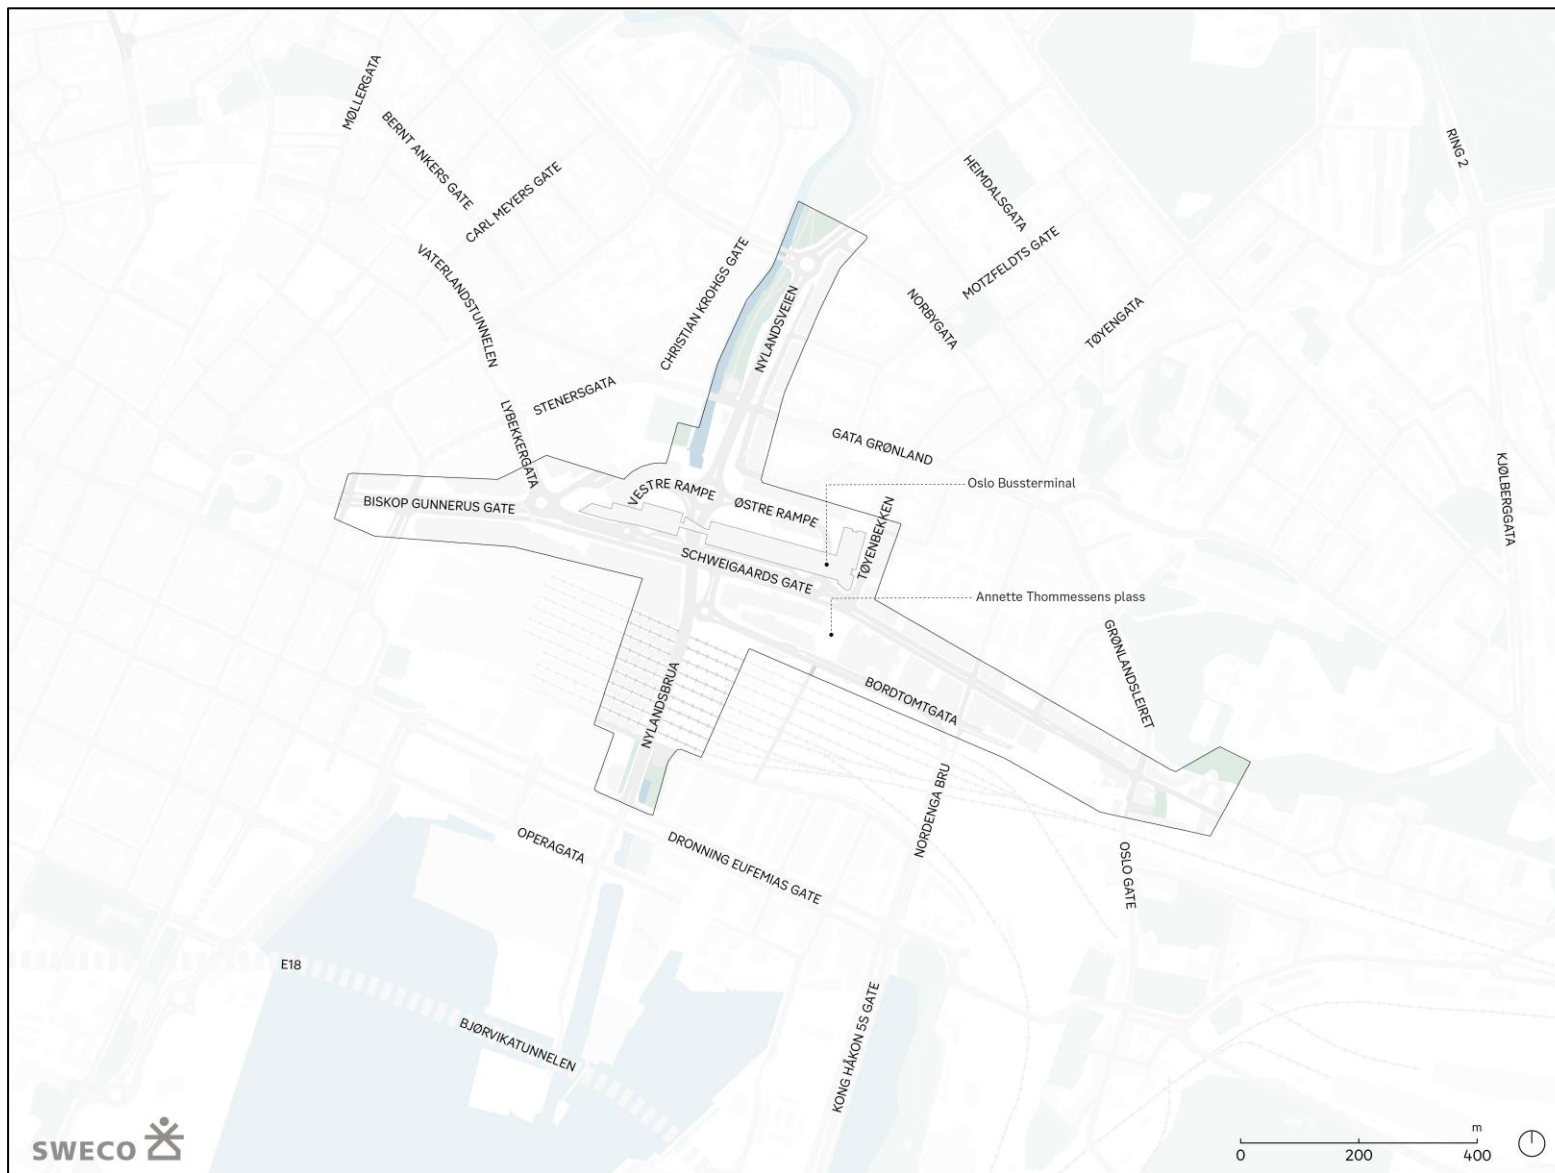 MØLLERGATA
BERNT ANKERS GATE
CARL MEYERS GATE
RING 2
HEIMDALSGATA
MOTZFELDTS GATE
VATERLANDSTUNNELEN
CHRISTIAN KROHGS GATE
NYLANDSVEIEN
NORBYGATA
TØYENGATA
STENERSGATA
LYBEKKERGATA
GATA GRØNLAND
KJØLBERGGATA
Oslo Bussterminal
BISKOP GUNNERUS GATE
VESTRE RAMPE
ØSTRE RAMPE
TØYENBEKKEN
SCHWEIGAARDS GATE
Annette Thommessens plass
GRØNLANDSLEIRET
NYLANDSBRUA
BORDTOMTGATA
NORDENGA BRU
OPERAGATA
DRONNING EUFEMIAS GATE
OSLO GATE
E18
BJØRVIKATUNNELEN
KONG HÅKON 5S GATE
SWECO
m
0 200 400